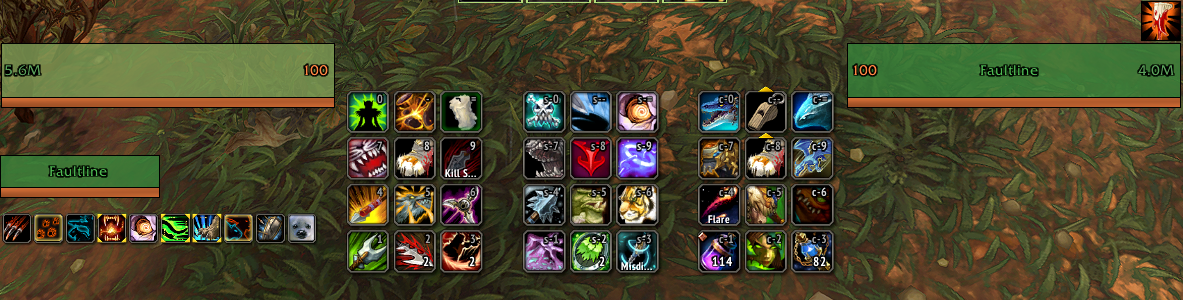 5.6M 100
100 Faultline 4.0M
Faultline
0 - =
s-0 s-- s-=
c-0 c-- c-=
7 8 9
Kill S...
s-7 s-8 s-9
c-7 c-8 c-9
4 5 6
s-4 s-5 s-6
c-4 c-5 c-6
Flare
1 2 3
2 2
s-1 s-2 s-3
2 Misdi...
c-1 c-2 c-3
114 82